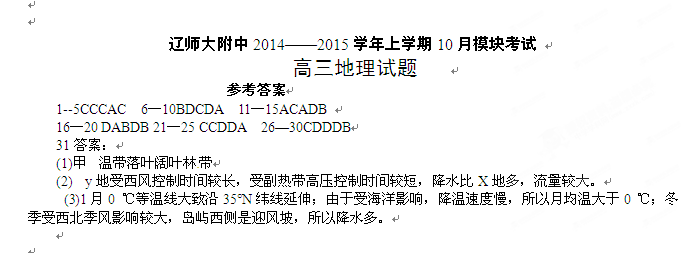 辽师大附中 2014——2015 学年上学期 10 月模块考试
高三地理试题
参考答案
1--5CCCAC 6—10BDCDA 11—15ACADB
16—20 DABDB 21—25 CCDDA 26—30CDDDB
31 答案：
(1)甲 温带落叶阔叶林带
(2) y 地受西风控制时间较长，受副热带高压控制时间较短，降水比 X 地多，流量较大。
(3)1 月 0 ℃等温线大致沿 35°N 纬线延伸；由于受海洋影响，降温速度慢，所以月均温大于 0 ℃；冬
季受西北季风影响较大，岛屿西侧是迎风坡，所以降水多。